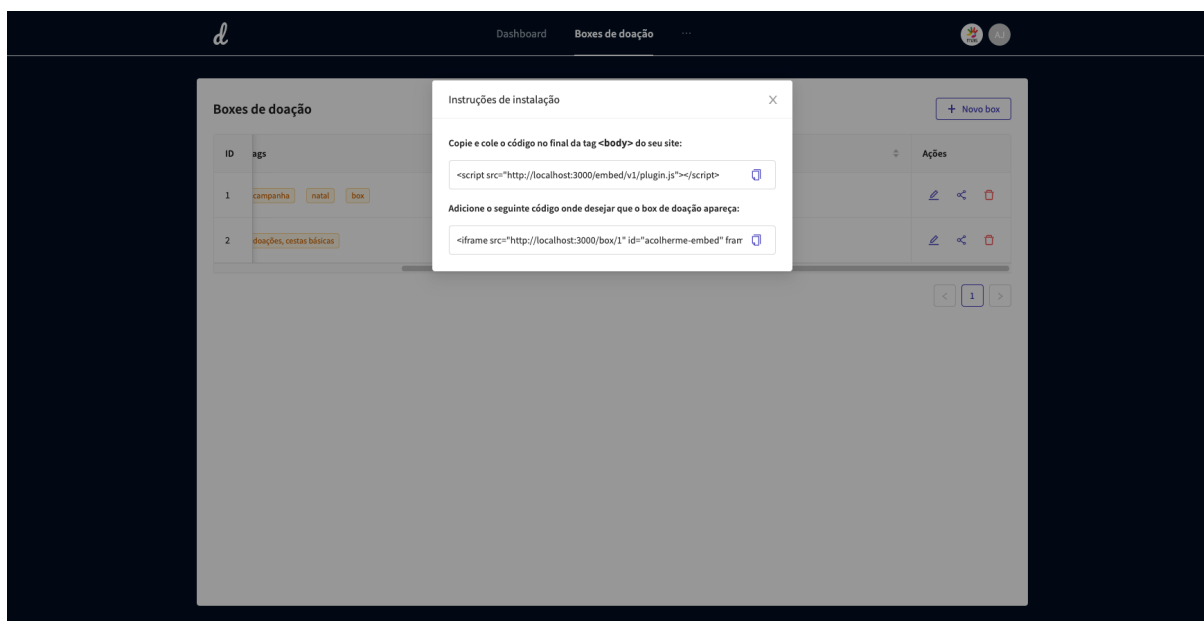 d
Dashboard Boxes de doação ...
AJ
Boxes de doação
+ Novo box
Instruções de instalação
Copie e cole o código no final da tag <body> do seu site:
<script src="http://localhost:3000/embed/v1/plugin.js"></script>
Adicione o seguinte código onde desejar que o box de doação apareça:
<iframe src="http://localhost:3000/box/1" id="acolherme-embed" fram
ID ags Ações
1 campanha natal box
2 doações, cestas básicas
< 1 >